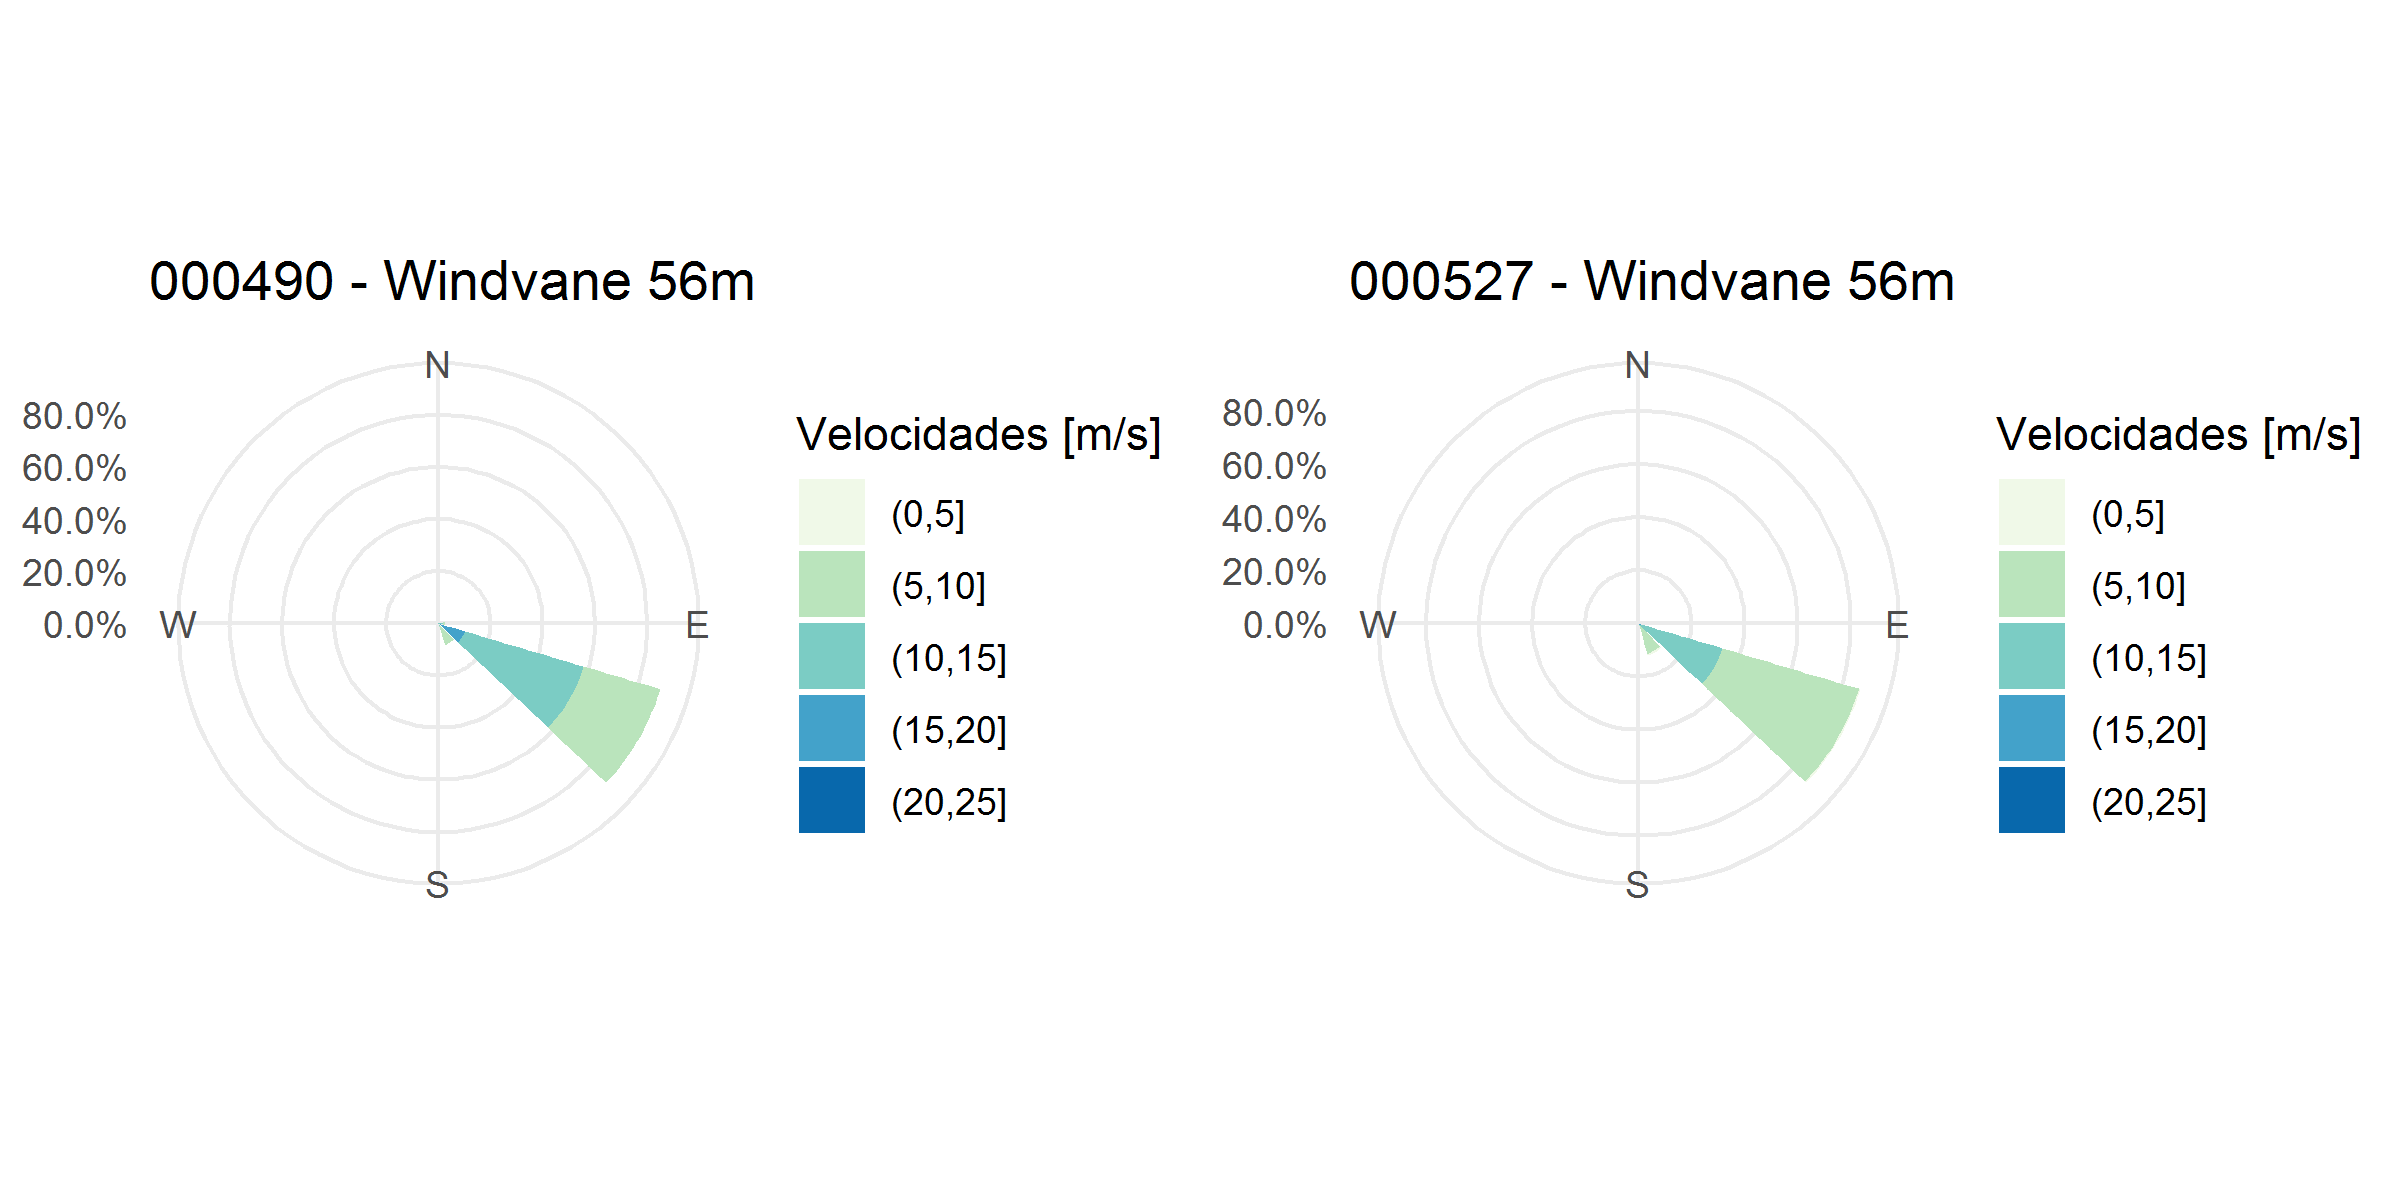 000490 - Windvane 56m
N
80.0%
60.0%
40.0%
20.0%
0.0%
W
E
S
Velocidades [m/s]
(0,5]
(5,10]
(10,15]
(15,20]
(20,25]
000527 - Windvane 56m
N
80.0%
60.0%
40.0%
20.0%
0.0%
W
E
S
Velocidades [m/s]
(0,5]
(5,10]
(10,15]
(15,20]
(20,25]